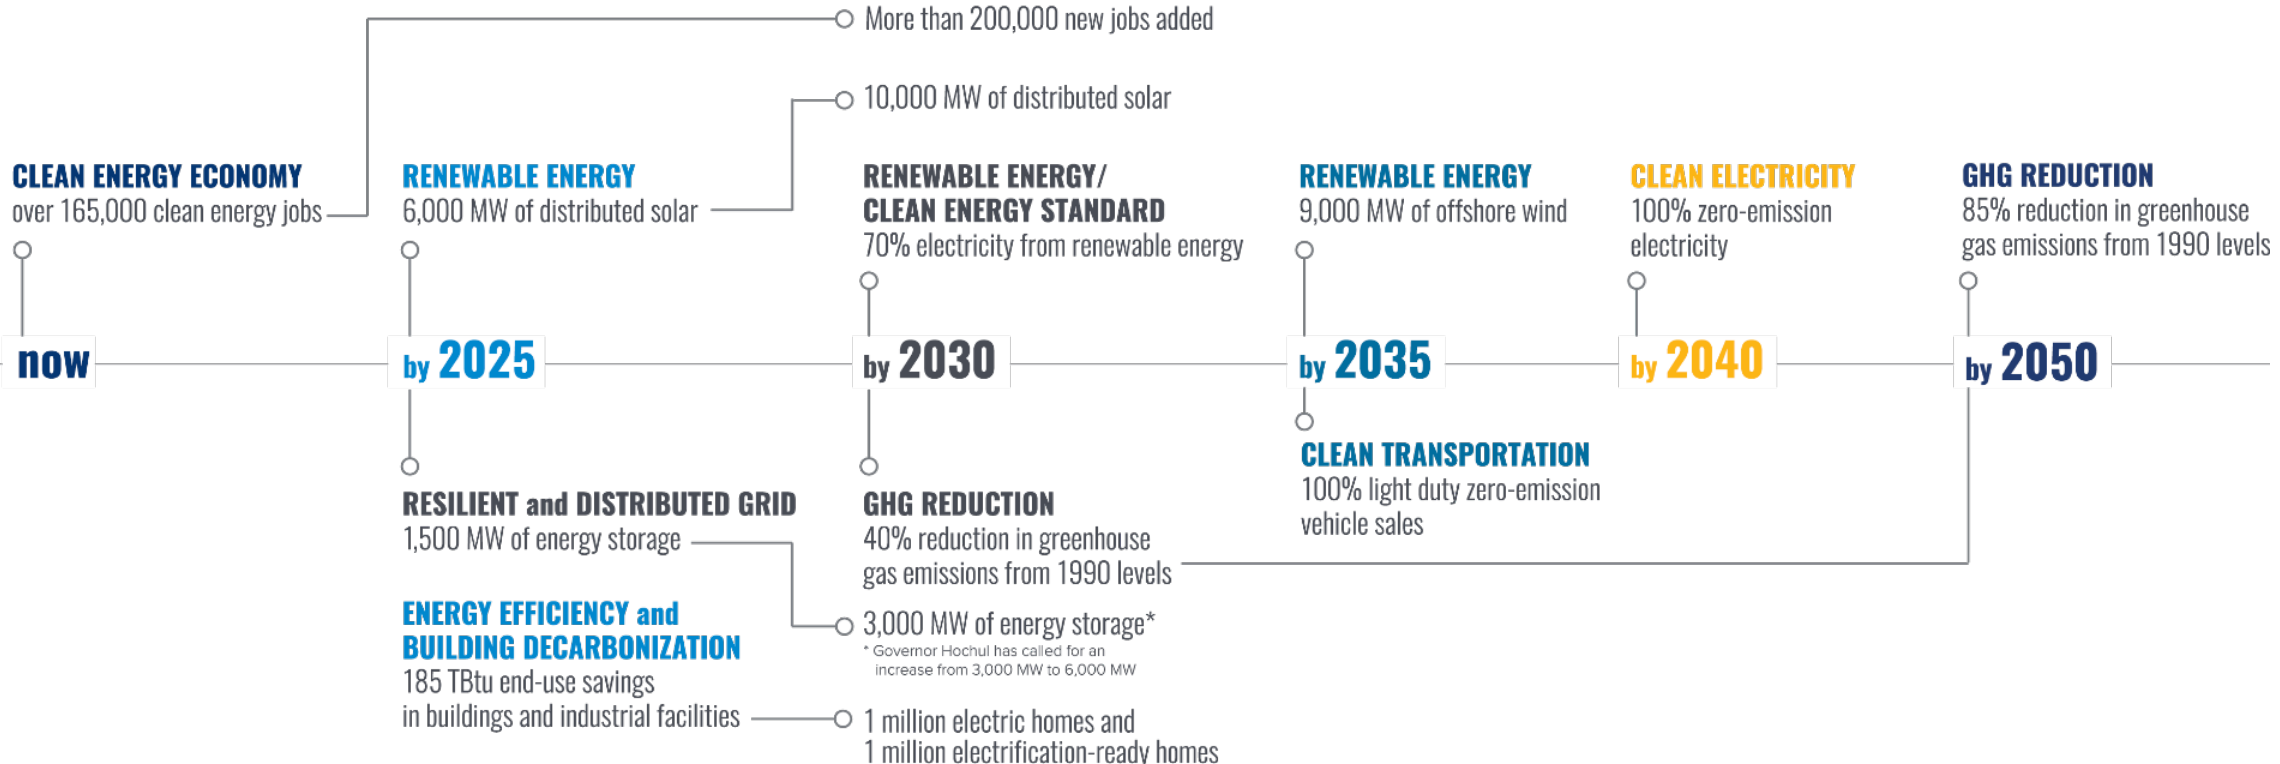 More than 200,000 new jobs added
10,000 MW of distributed solar
CLEAN ENERGY ECONOMY
over 165,000 clean energy jobs
RENEWABLE ENERGY
6,000 MW of distributed solar
RENEWABLE ENERGY/
CLEAN ENERGY STANDARD
70% electricity from renewable energy
RENEWABLE ENERGY
9,000 MW of offshore wind
CLEAN ELECTRICITY
100% zero-emission
electricity
GHG REDUCTION
85% reduction in greenhouse
gas emissions from 1990 levels
now
by 2025
by 2030
by 2035
by 2040
by 2050
RESILIENT and DISTRIBUTED GRID
1,500 MW of energy storage
ENERGY EFFICIENCY and
BUILDING DECARBONIZATION
185 TBtu end-use savings
in buildings and industrial facilities
GHG REDUCTION
40% reduction in greenhouse
gas emissions from 1990 levels
3,000 MW of energy storage*
* Governor Hochul has called for an
increase from 3,000 MW to 6,000 MW
1 million electric homes and
1 million electrification-ready homes
CLEAN TRANSPORTATION
100% light duty zero-emission
vehicle sales